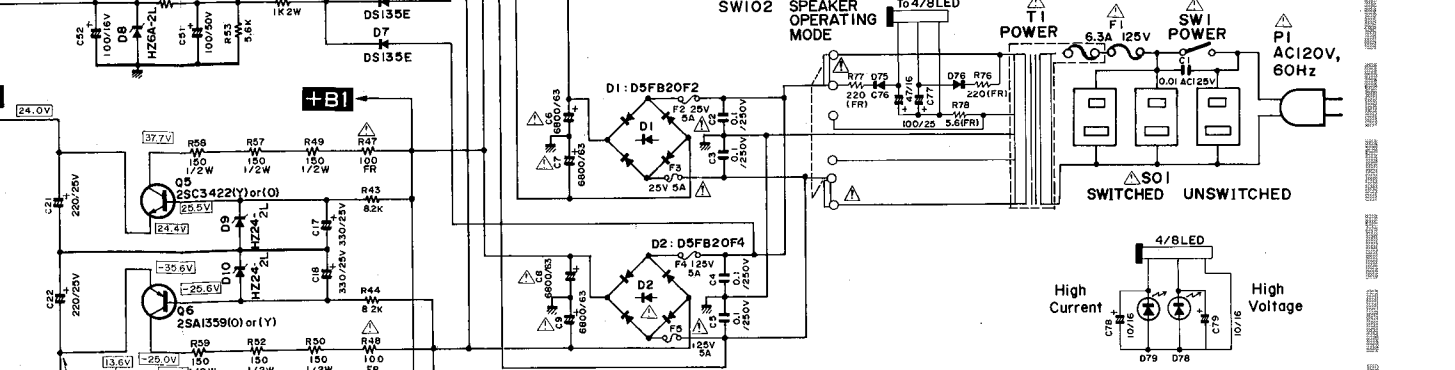 SW102 SPEAKER
OPERATING
MODE
To 4/8LED
T1
POWER
F1
6.3A 125V
SW1
POWER
P1
AC120V,
60Hz
C1
0.01 AC125V
C52
100/16V
D8
HZ6A-2L
C51
100/50V
R53
5.6K
1K2W
DS135E
D7
DS135E
+B1
24.0V
37.7V
R58
150
1/2W
R57
150
1/2W
R49
150
1/2W
R47
100
FR
Q5
2SC3422(Y) or (O)
25.5V
24.4V
R43
8.2K
C21
220/25V
D9
HZ24-2L
C17
330/25V
D10
HZ24-2L
C18
330/25V
-35.6V
-25.6V
C22
220/25V
Q6
2SA1359(O) or (Y)
R44
8.2K
13.6V
-25.0V
R59
150
R52
150
1/2W
R50
150
1/2W
R48
100
FR
D1: D5FB20F2
C6
6800/63
C7
6800/63
D1
F2 125V
5A
F3
125V 5A
C2
0.1
/250V
C3
0.1
/250V
D2: D5FB20F4
C8
6800/63
C9
6800/63
D2
F4 125V
5A
F5
125V
5A
C4
0.1
/250V
C5
0.1
/250V
R77
220
(FR)
D75
C76
47/16
C77
100/25
D76
R76
220(FR)
R78
5.6(FR)
SO1
SWITCHED UNSWITCHED
4/8LED
High
Current
High
Voltage
C78
10/16
D79
D78
C79
10/16